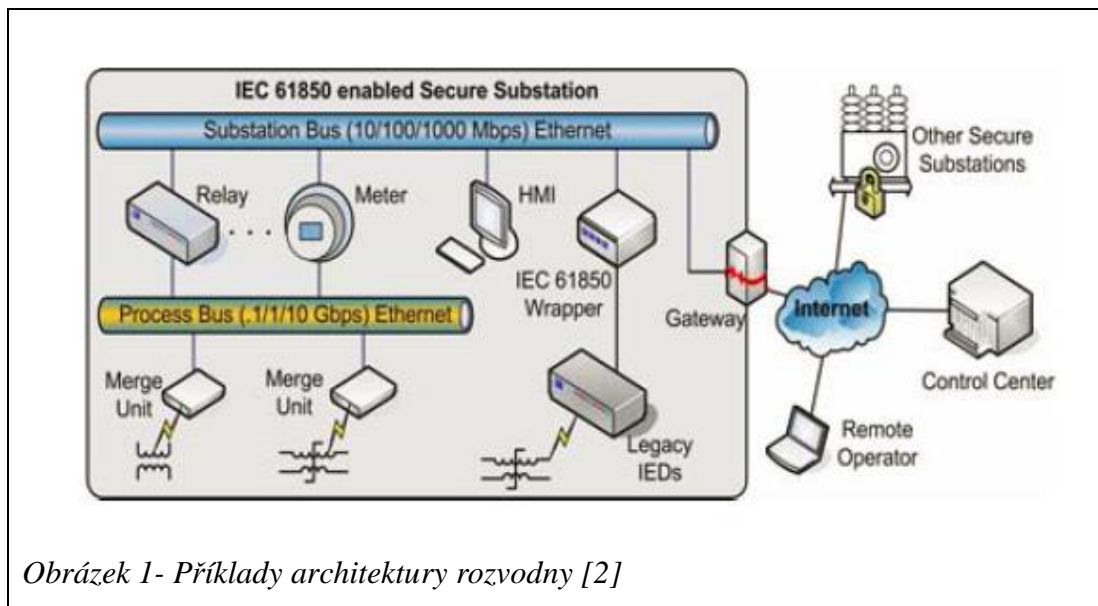 IEC 61850 enabled Secure Substation
Substation Bus (10/100/1000 Mbps) Ethernet
Relay
Meter
HMI
IEC 61850
Wrapper
Gateway
Other Secure
Substations
Internet
Control Center
Remote
Operator
Process Bus (.1/1/10 Gbps) Ethernet
Merge
Unit
Merge
Unit
Legacy
IEDs
Obrázek 1- Příklady architektury rozvodny [2]